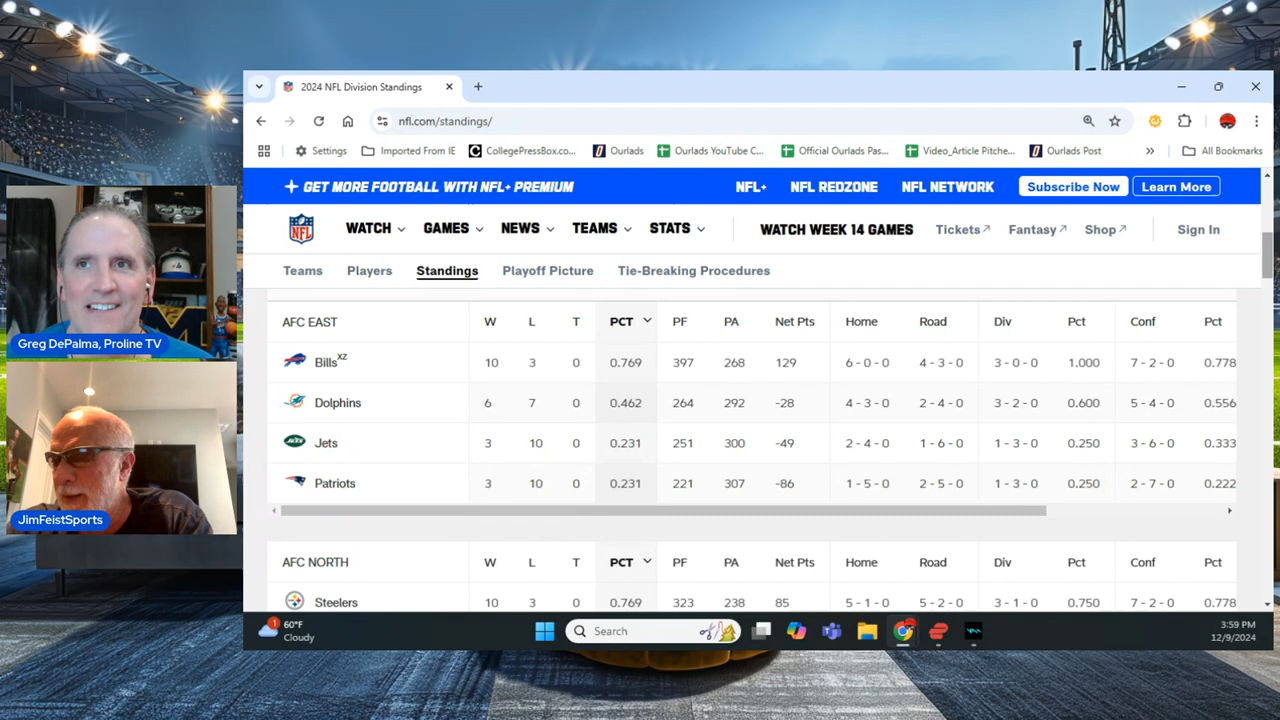 2024 NFL Division Standings
nfl.com/standings/
Settings Imported From IE CollegePressBox.co... Ourlads Ourlads YouTube C... Official Ourlads Pas... Video_Article Pitche... Ourlads Post » All Bookmarks
GET MORE FOOTBALL WITH NFL+ PREMIUM NFL+ NFL REDZONE NFL NETWORK Subscribe Now Learn More
NFL WATCH GAMES NEWS TEAMS STATS WATCH WEEK 14 GAMES Tickets Fantasy Shop Sign In
Teams Players Standings Playoff Picture Tie-Breaking Procedures
AFC EAST W L T PCT PF PA Net Pts Home Road Div Pct Conf Pct
Bills xz 10 3 0 0.769 397 268 129 6 - 0 - 0 4 - 3 - 0 3 - 0 - 0 1.000 7 - 2 - 0 0.778
Dolphins 6 7 0 0.462 264 292 -28 4 - 3 - 0 2 - 4 - 0 3 - 2 - 0 0.600 5 - 4 - 0 0.556
Jets 3 10 0 0.231 251 300 -49 2 - 4 - 0 1 - 6 - 0 1 - 3 - 0 0.250 3 - 6 - 0 0.333
Patriots 3 10 0 0.231 221 307 -86 1 - 5 - 0 2 - 5 - 0 1 - 3 - 0 0.250 2 - 7 - 0 0.222
AFC NORTH W L T PCT PF PA Net Pts Home Road Div Pct Conf Pct
Steelers 10 3 0 0.769 323 238 85 5 - 1 - 0 5 - 2 - 0 3 - 1 - 0 0.750 7 - 2 - 0 0.778
Greg DePalma, Proline TV
JimFeistSports
1
60°F
Cloudy
Search
3:59 PM
12/9/2024